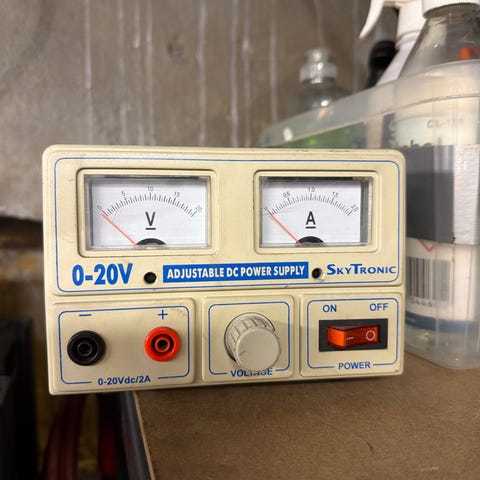 0 5 10 15 20
V
0 0.5 1.0 1.5 2.0
A
0-20V
ADJUSTABLE DC POWER SUPPLY
SKYTRONIC
− +
0-20Vdc/2A
VOLTAGE
ON OFF
POWER